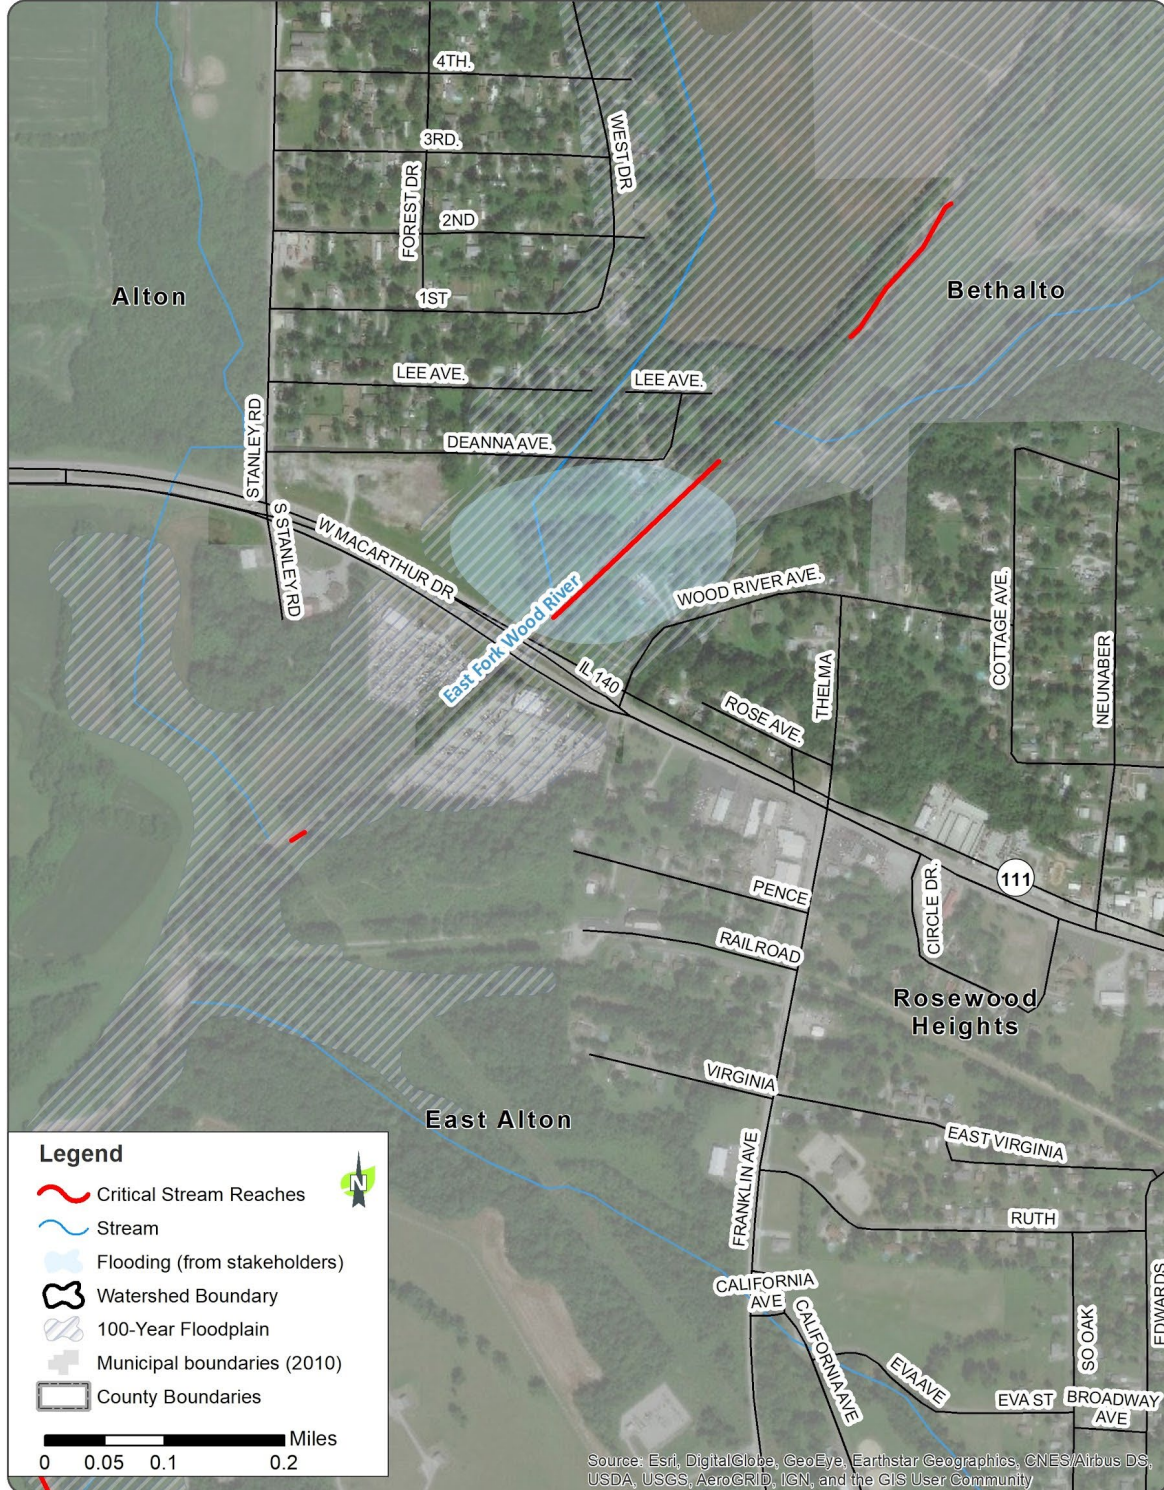 4TH.
3RD.
WEST DR
FOREST DR
2ND
Alton
Bethalto
1ST
LEE AVE.
LEE AVE.
STANLEY RD
DEANNA AVE.
S STANLEY RD
W MACARTHUR DR
WOOD RIVER AVE.
East Fork Wood River
COTTAGE AVE.
NEUNABER
THELMA
IL 140
ROSE AVE.
111
PENCE
CIRCLE DR.
RAILROAD
Rosewood
Heights
VIRGINIA
East Alton
EAST VIRGINIA
FRANKLIN AVE
RUTH
CALIFORNIA
AVE
CALIFORNIA AVE
SO OAK
EDWARDS
EVA AVE
EVA ST
BROADWAY
AVE
Legend
N
Critical Stream Reaches
Stream
Flooding (from stakeholders)
Watershed Boundary
100-Year Floodplain
Municipal boundaries (2010)
County Boundaries
Miles
0 0.05 0.1 0.2
Source: Esri, DigitalGlobe, GeoEye, Earthstar Geographics, CNES/Airbus DS,
USDA, USGS, AeroGRID, IGN, and the GIS User Community